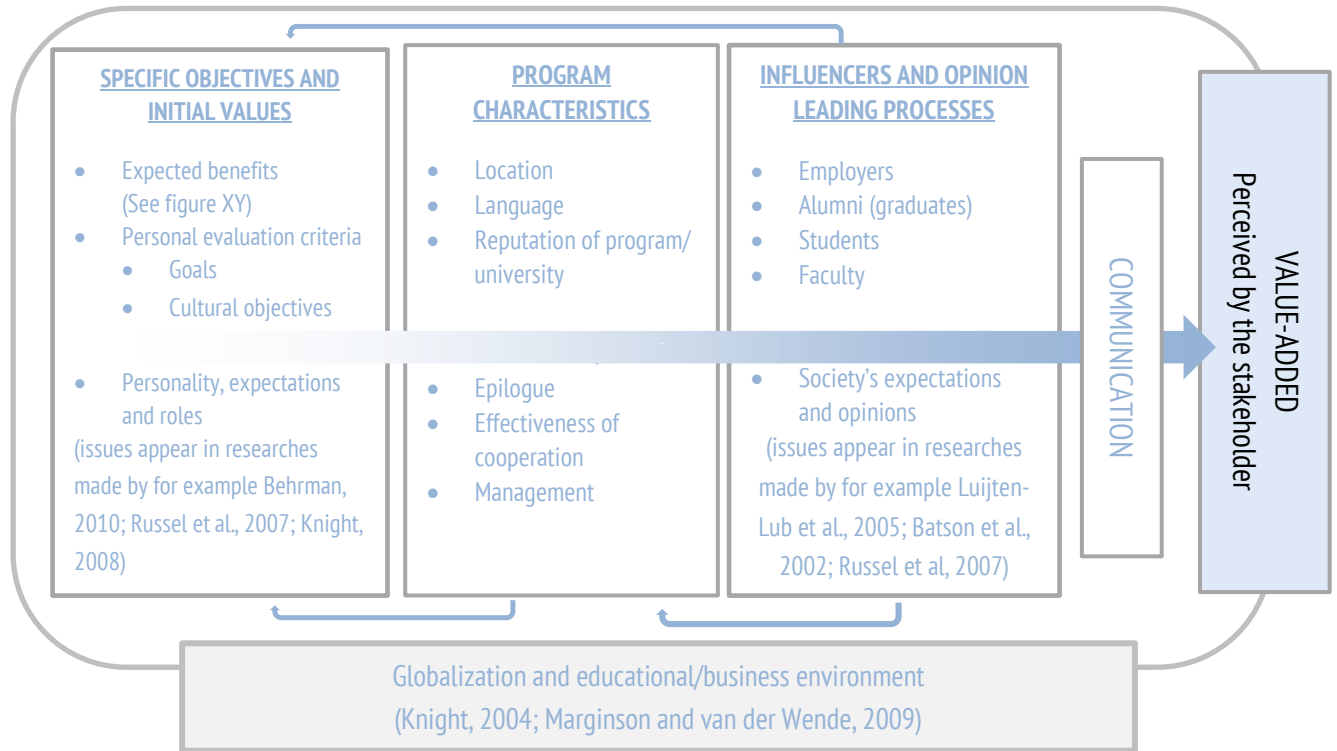 SPECIFIC OBJECTIVES AND
INITIAL VALUES
• Expected benefits
(See figure XY)
• Personal evaluation criteria
• Goals
• Cultural objectives
• Personality, expectations
and roles
(issues appear in researches
made by for example Behrman,
2010; Russel et al., 2007; Knight,
2008)
PROGRAM
CHARACTERISTICS
• Location
• Language
• Reputation of program/
university
• Epilogue
• Effectiveness of
cooperation
• Management
INFLUENCERS AND OPINION
LEADING PROCESSES
• Employers
• Alumni (graduates)
• Students
• Faculty
• Society's expectations
and opinions
(issues appear in researches
made by for example Luijten-
Lub et al., 2005; Batson et al.,
2002; Russel et al, 2007)
COMMUNICATION
VALUE-ADDED
Perceived by the stakeholder
Globalization and educational/business environment
(Knight, 2004; Marginson and van der Wende, 2009)